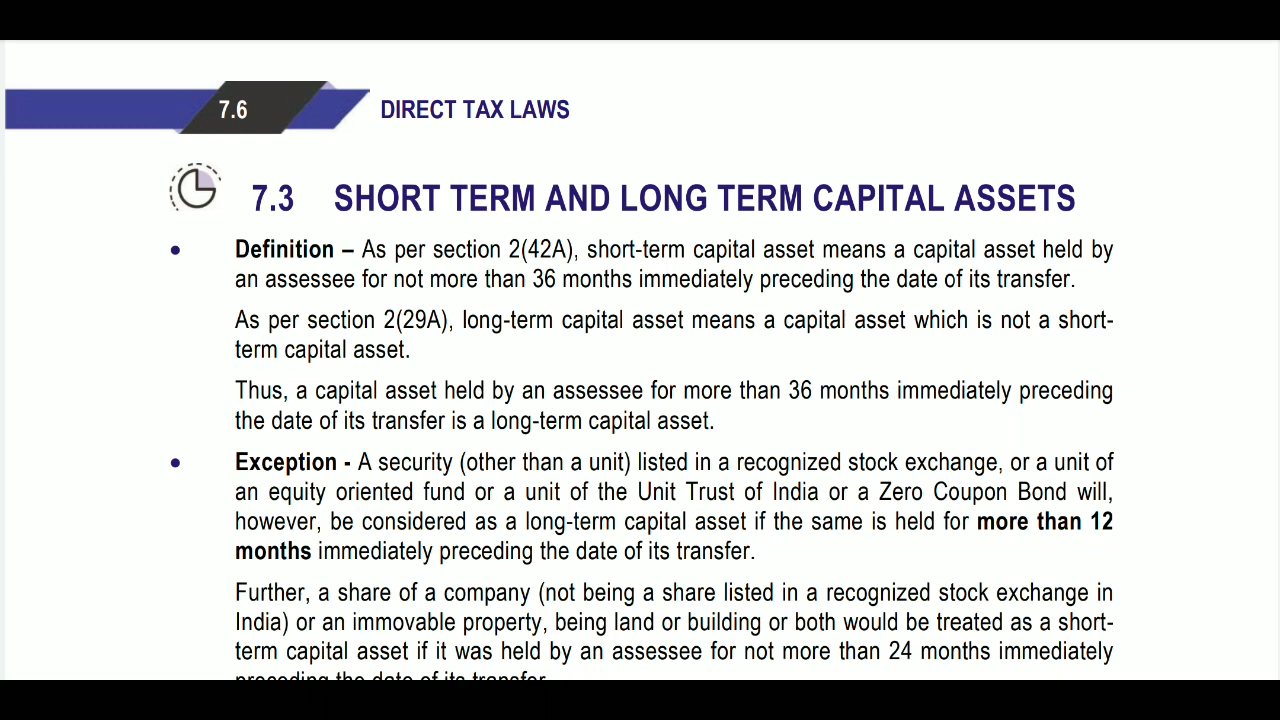 7.6 DIRECT TAX LAWS
7.3 SHORT TERM AND LONG TERM CAPITAL ASSETS
• Definition – As per section 2(42A), short-term capital asset means a capital asset held by
an assessee for not more than 36 months immediately preceding the date of its transfer.
As per section 2(29A), long-term capital asset means a capital asset which is not a short-
term capital asset.
Thus, a capital asset held by an assessee for more than 36 months immediately preceding
the date of its transfer is a long-term capital asset.
• Exception - A security (other than a unit) listed in a recognized stock exchange, or a unit of
an equity oriented fund or a unit of the Unit Trust of India or a Zero Coupon Bond will,
however, be considered as a long-term capital asset if the same is held for more than 12
months immediately preceding the date of its transfer.
Further, a share of a company (not being a share listed in a recognized stock exchange in
India) or an immovable property, being land or building or both would be treated as a short-
term capital asset if it was held by an assessee for not more than 24 months immediately
preceding the date of its transfer